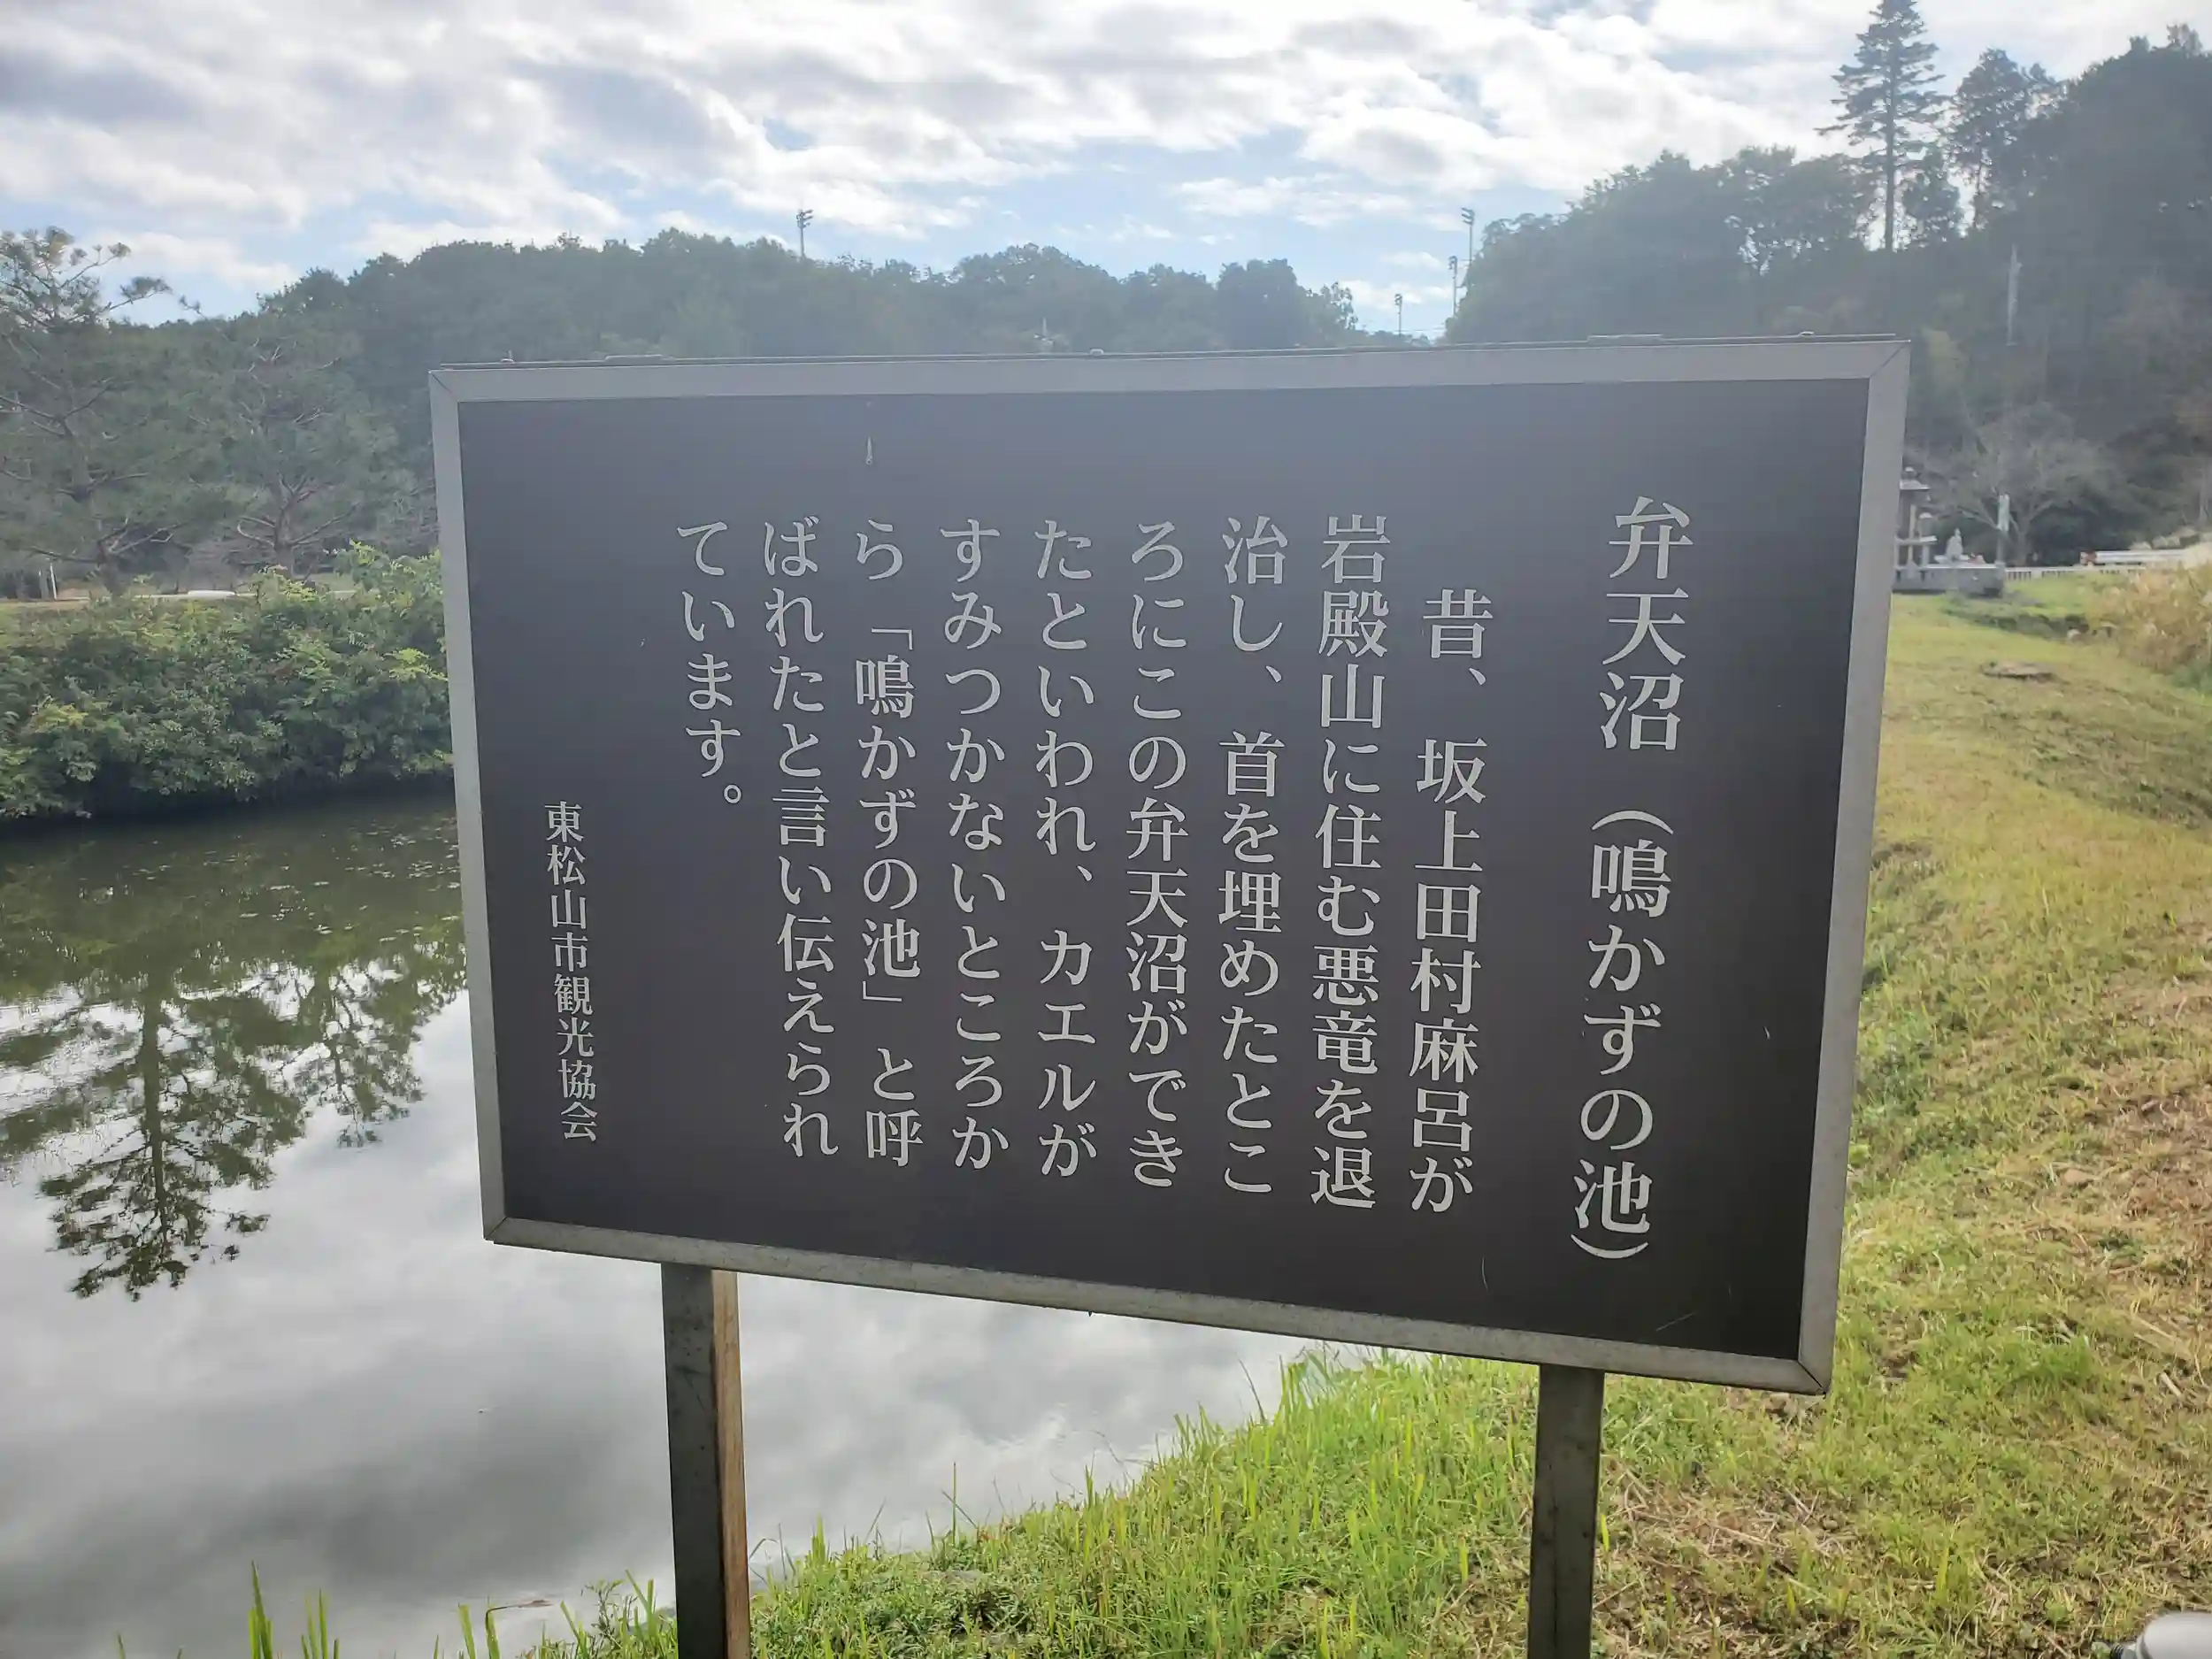 弁天沼（鳴かずの池）
昔、坂上田村麻呂が
岩殿山に住む悪竜を退
治し、首を埋めたとこ
ろにこの弁天沼ができ
たといわれ、カエルが
すみつかないところか
ら「鳴かずの池」と呼
ばれたと言い伝えられ
ています。
東松山市観光協会